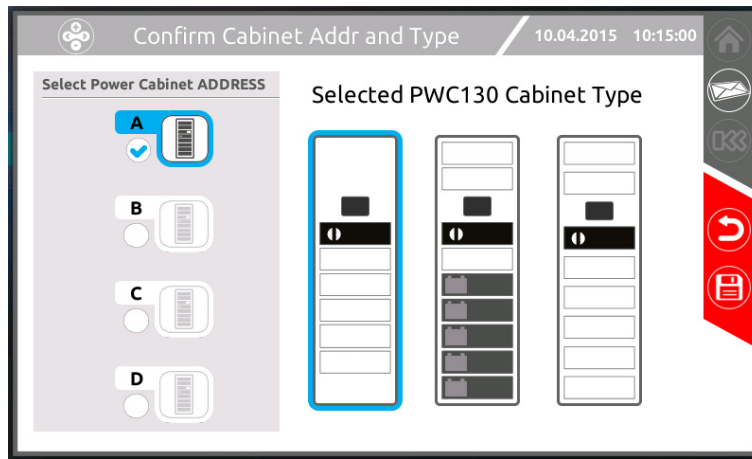 Confirm Cabinet Addr and Type
10.04.2015 10:15:00
Select Power Cabinet ADDRESS
Selected PWC130 Cabinet Type
A
B
C
D